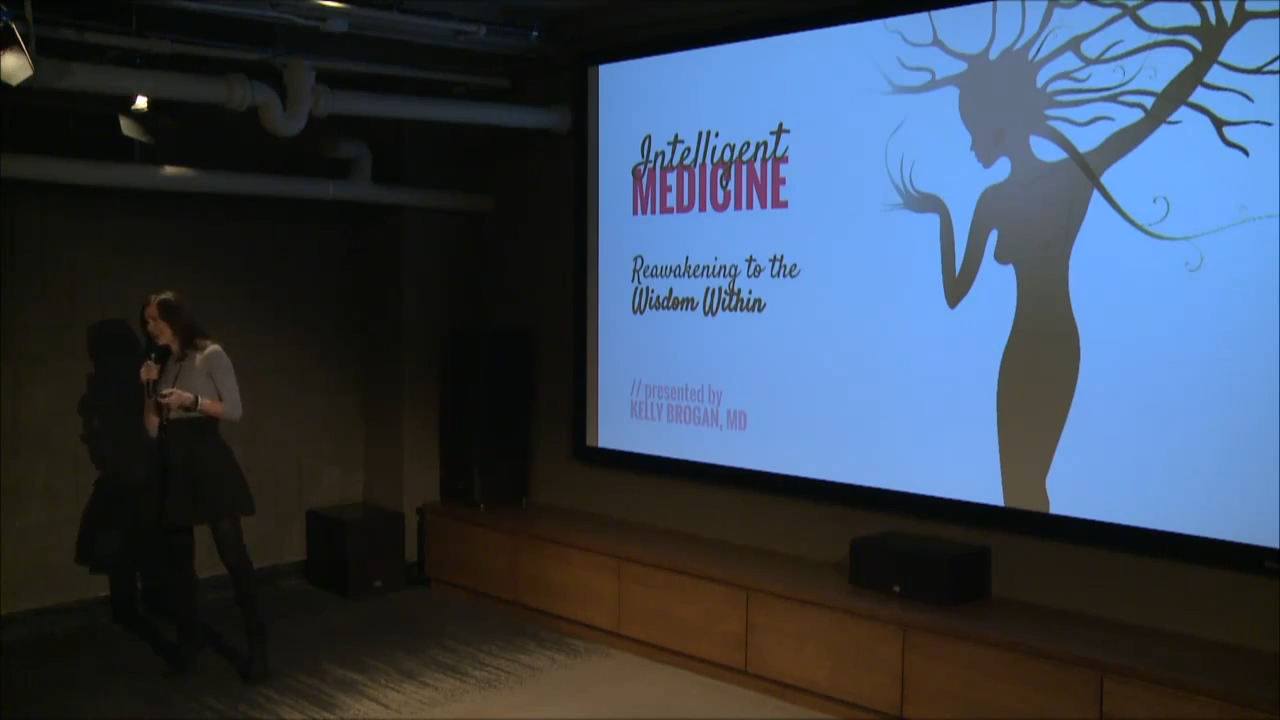 Intelligent
MEDICINE
Reawakening to the
Wisdom Within
// presented by
KELLY BROGAN, MD